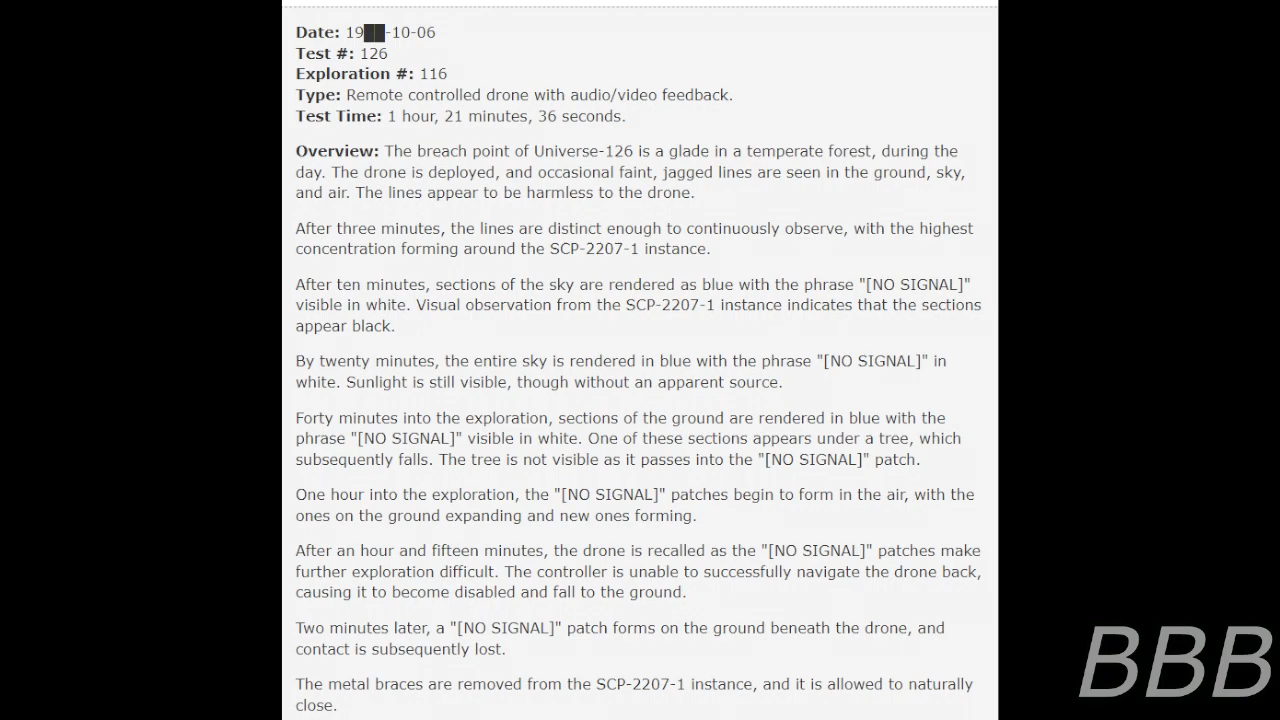 Date: 19██-10-06
Test #: 126
Exploration #: 116
Type: Remote controlled drone with audio/video feedback.
Test Time: 1 hour, 21 minutes, 36 seconds.
Overview: The breach point of Universe-126 is a glade in a temperate forest, during the
day. The drone is deployed, and occasional faint, jagged lines are seen in the ground, sky,
and air. The lines appear to be harmless to the drone.
After three minutes, the lines are distinct enough to continuously observe, with the highest
concentration forming around the SCP-2207-1 instance.
After ten minutes, sections of the sky are rendered as blue with the phrase "[NO SIGNAL]"
visible in white. Visual observation from the SCP-2207-1 instance indicates that the sections
appear black.
By twenty minutes, the entire sky is rendered in blue with the phrase "[NO SIGNAL]" in
white. Sunlight is still visible, though without an apparent source.
Forty minutes into the exploration, sections of the ground are rendered in blue with the
phrase "[NO SIGNAL]" visible in white. One of these sections appears under a tree, which
subsequently falls. The tree is not visible as it passes into the "[NO SIGNAL]" patch.
One hour into the exploration, the "[NO SIGNAL]" patches begin to form in the air, with the
ones on the ground expanding and new ones forming.
After an hour and fifteen minutes, the drone is recalled as the "[NO SIGNAL]" patches make
further exploration difficult. The controller is unable to successfully navigate the drone back,
causing it to become disabled and fall to the ground.
Two minutes later, a "[NO SIGNAL]" patch forms on the ground beneath the drone, and
contact is subsequently lost.
The metal braces are removed from the SCP-2207-1 instance, and it is allowed to naturally
close.
BBB